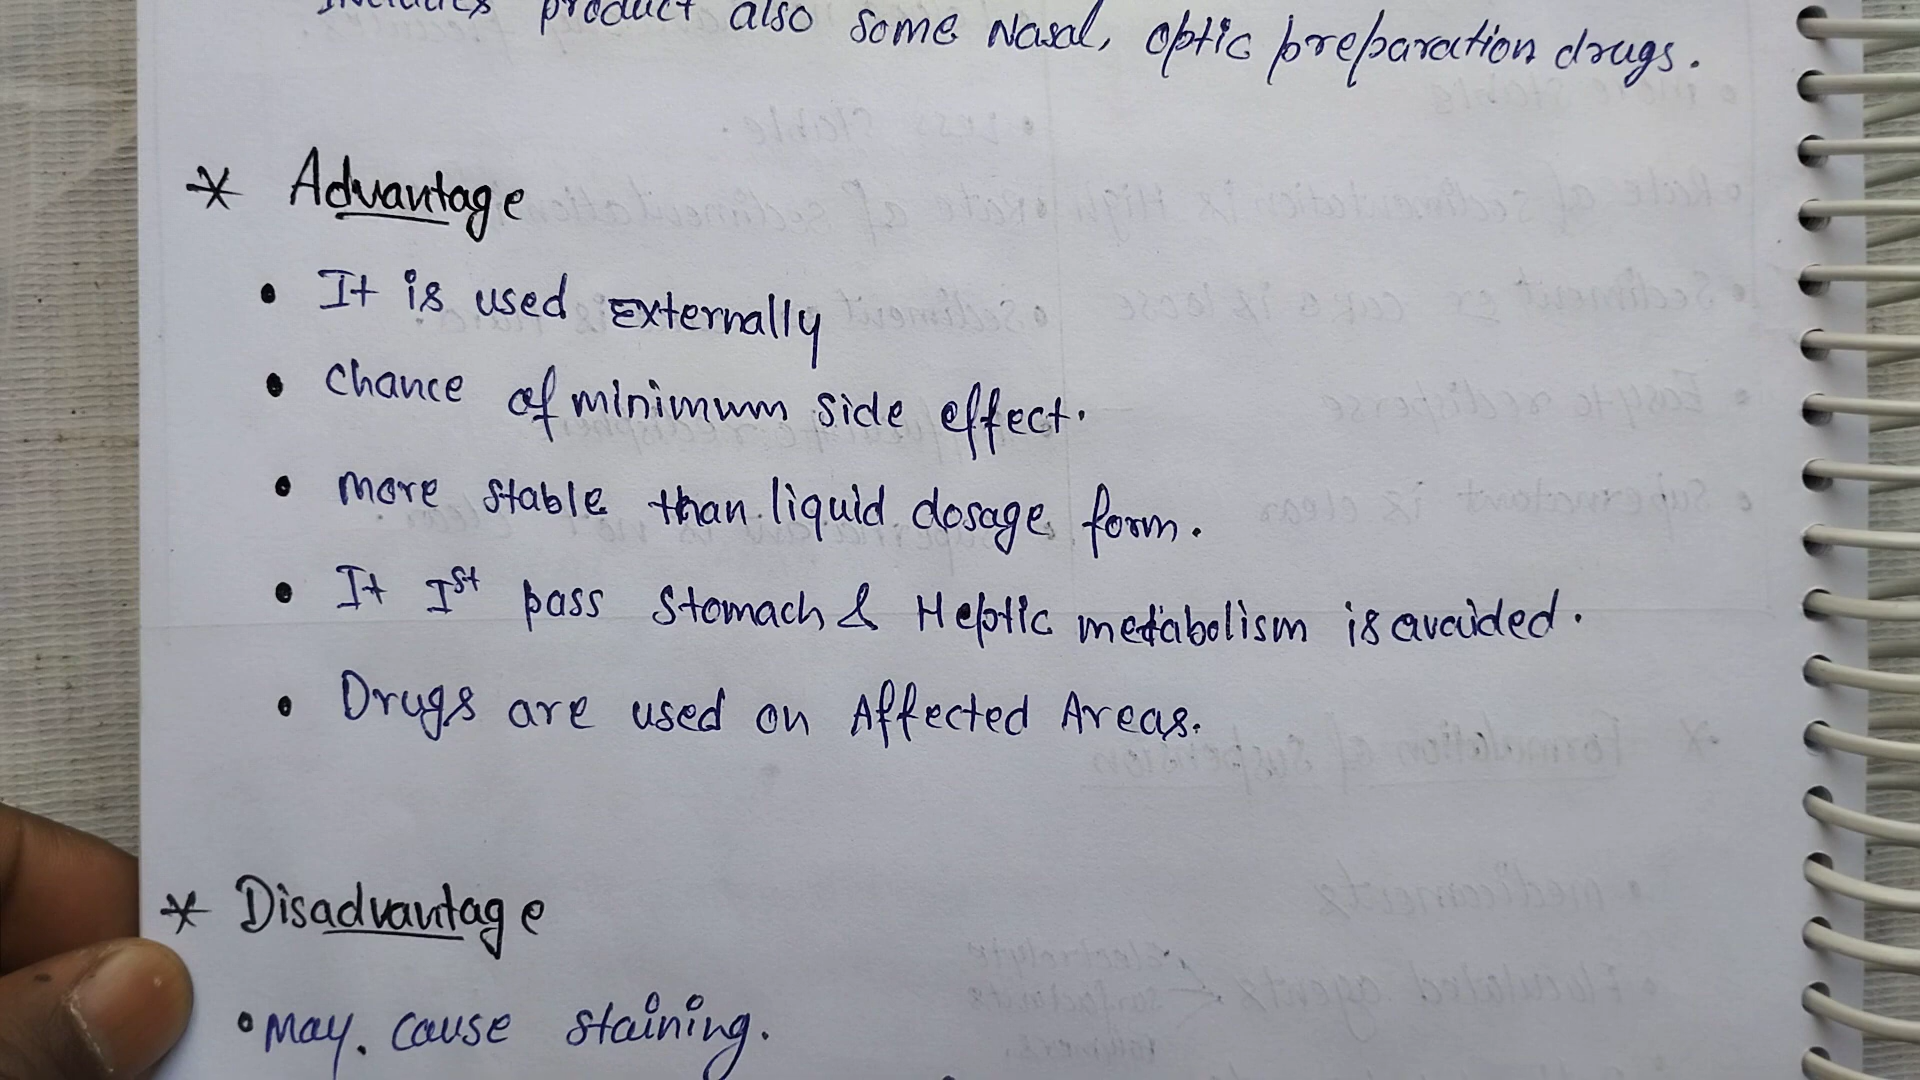 Includes product also some Nasal, optic preparation drugs.
* Advantage
• It is used Externally
• chance of minimum side effect.
• more stable than liquid dosage form.
• It Ist pass stomach & Heptic metabolism is avoided.
• Drugs are used on Affected Areas.
* Disadvantage
• May. cause staining.